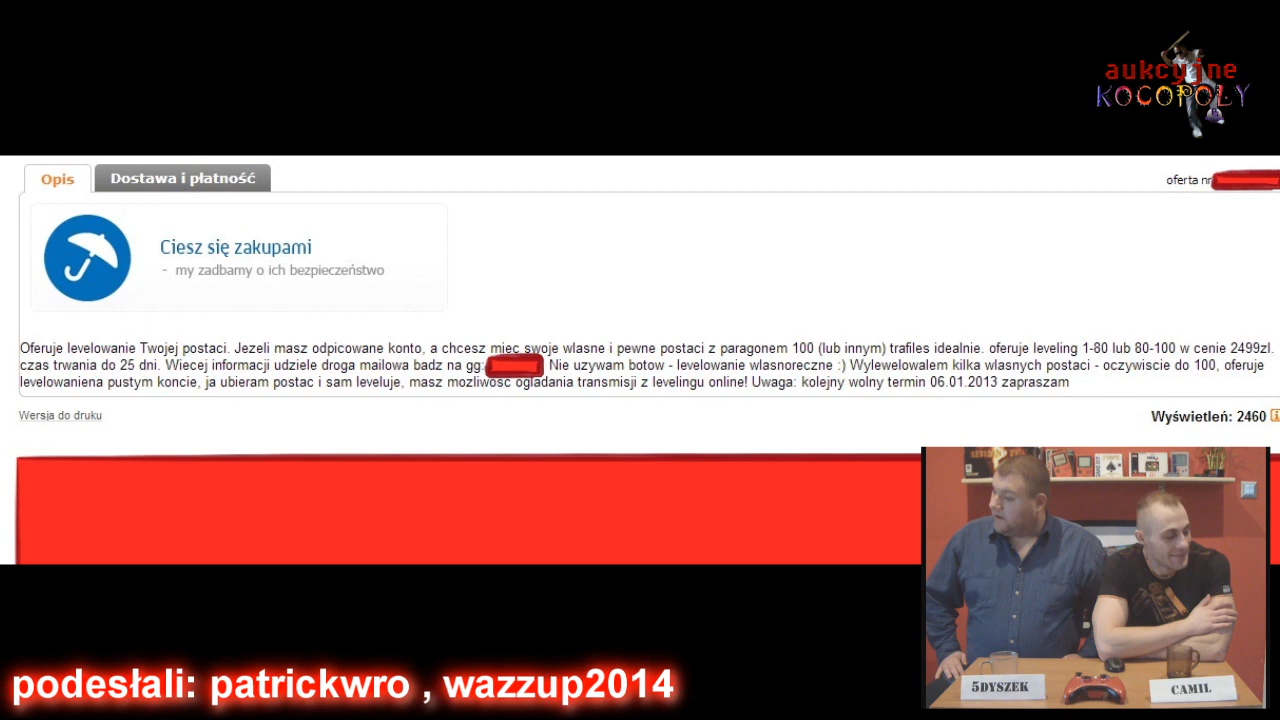 aukcyjne
KOCOPOLY
Opis
Dostawa i płatność
oferta nr
Ciesz się zakupami
- my zadbamy o ich bezpieczeństwo
Oferuje levelowanie Twojej postaci. Jezeli masz odpicowane konto, a chcesz miec swoje wlasne i pewne postaci z paragonem 100 (lub innym) trafiles idealnie. oferuje leveling 1-80 lub 80-100 w cenie 2499zl.
czas trwania do 25 dni. Wiecej informacji udziele droga mailowa badz na gg: Nie uzywam botow - levelowanie wlasnoreczne :) Wylewelowalem kilka wlasnych postaci - oczywiscie do 100, oferuje
levelowaniena pustym koncie, ja ubieram postac i sam leveluje, masz mozliwosc ogladania transmisji z levelingu online! Uwaga: kolejny wolny termin 06.01.2013 zapraszam
Wersja do druku
Wyświetleń: 2460
5DYSZEK
CAMIL
podesłali: patrickwro , wazzup2014